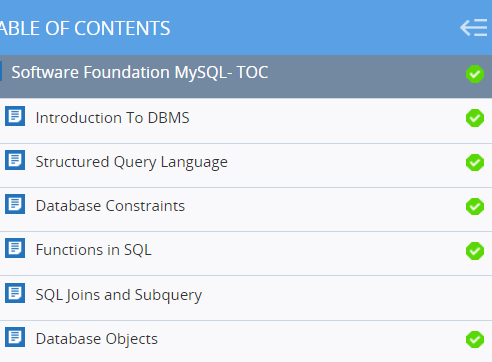 ABLE OF CONTENTS
Software Foundation MySQL- TOC
Introduction To DBMS
Structured Query Language
Database Constraints
Functions in SQL
SQL Joins and Subquery
Database Objects